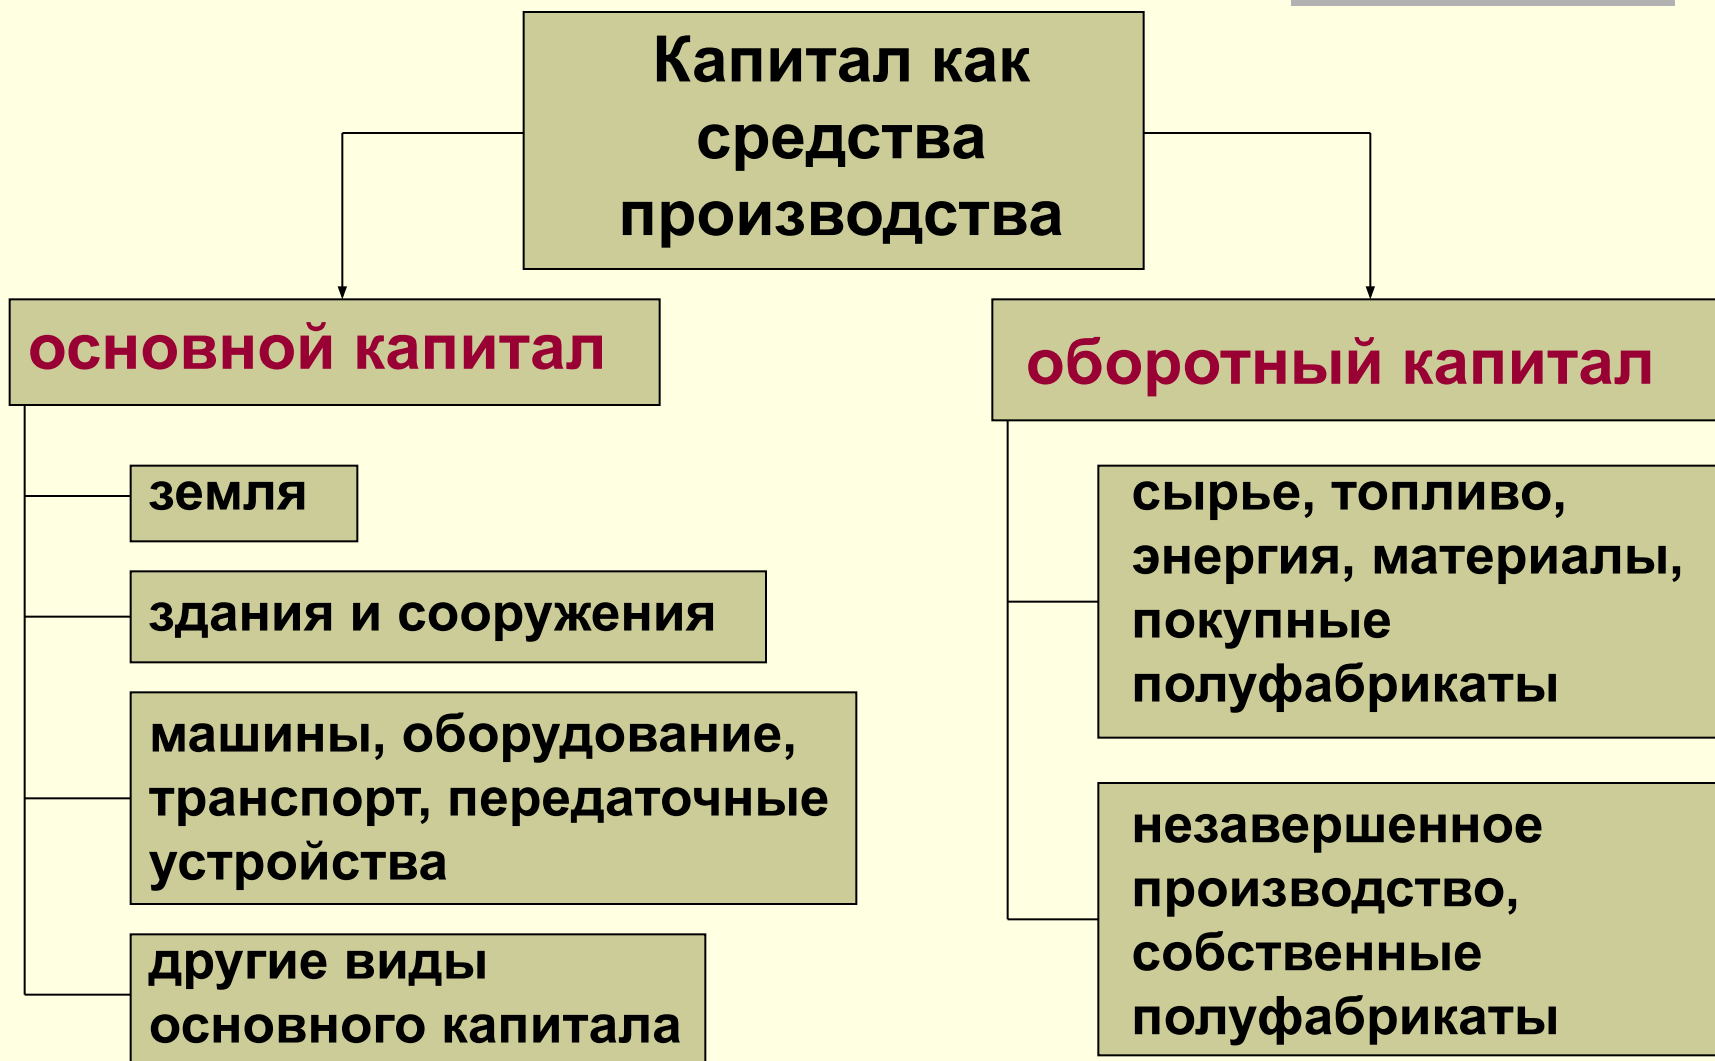 Капитал как
средства
производства
основной капитал
оборотный капитал
земля
здания и сооружения
машины, оборудование,
транспорт, передаточные
устройства
другие виды
основного капитала
сырье, топливо,
энергия, материалы,
покупные
полуфабрикаты
незавершенное
производство,
собственные
полуфабрикаты